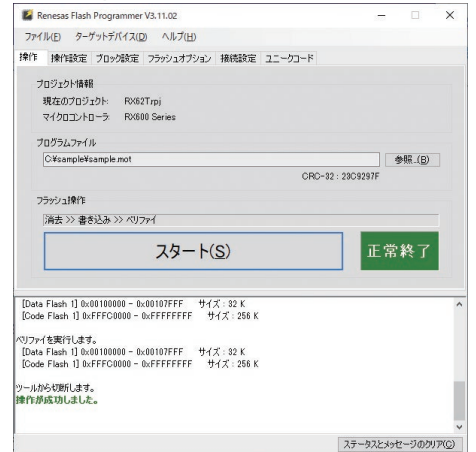 Renesas Flash Programmer V3.11.02
ファイル(F) ターゲットデバイス(D) ヘルプ(H)
操作 操作設定 ブロック設定 フラッシュオプション 接続設定 ユニークコード
プロジェクト情報
現在のプロジェクト: RX62T.rpj
マイクロコントローラ: RX600 Series
プログラムファイル
C:¥sample¥sample.mot 参照...(B)
CRC-32 : 23C9297F
フラッシュ操作
消去 >> 書き込み >> ベリファイ
スタート(S) 正常終了
[Data Flash 1] 0x00100000 - 0x00107FFF サイズ : 32 K
[Code Flash 1] 0xFFFC0000 - 0xFFFFFFFF サイズ : 256 K
ベリファイを実行します。
[Data Flash 1] 0x00100000 - 0x00107FFF サイズ : 32 K
[Code Flash 1] 0xFFFC0000 - 0xFFFFFFFF サイズ : 256 K
ツールから切断します。
操作が成功しました。
ステータスとメッセージのクリア(C)